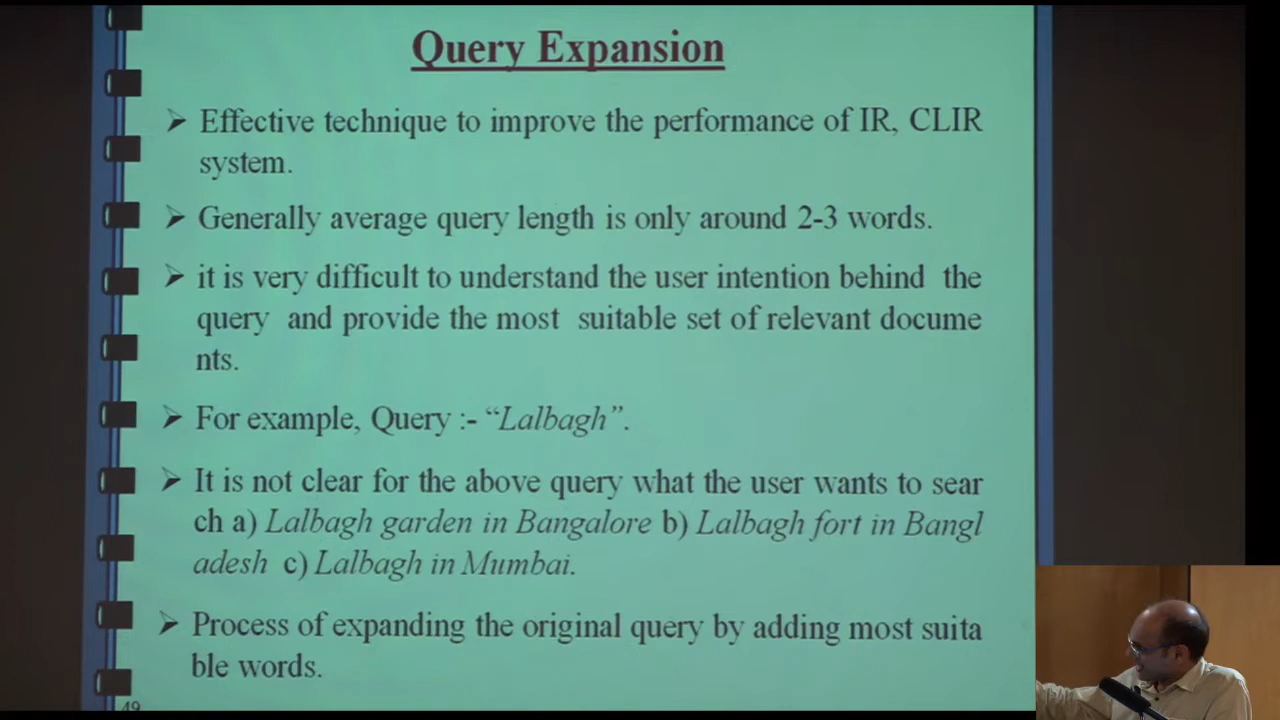 Query Expansion
➢ Effective technique to improve the performance of IR, CLIR
system.
➢ Generally average query length is only around 2-3 words.
➢ it is very difficult to understand the user intention behind the
query and provide the most suitable set of relevant docume
nts.
➢ For example, Query :- “Lalbagh”.
➢ It is not clear for the above query what the user wants to sear
ch a) Lalbagh garden in Bangalore b) Lalbagh fort in Bangl
adesh c) Lalbagh in Mumbai.
➢ Process of expanding the original query by adding most suita
ble words.
49